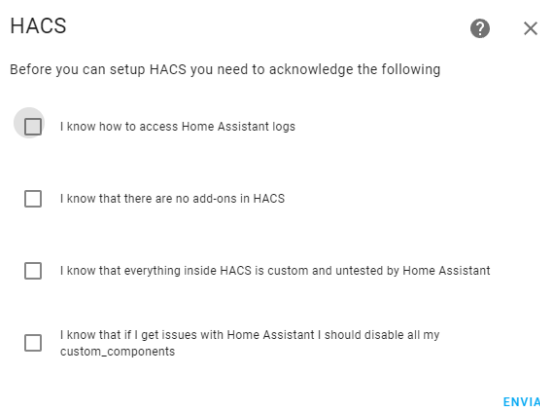 HACS
Before you can setup HACS you need to acknowledge the following
I know how to access Home Assistant logs
I know that there are no add-ons in HACS
I know that everything inside HACS is custom and untested by Home Assistant
I know that if I get issues with Home Assistant I should disable all my
custom_components
ENVIA